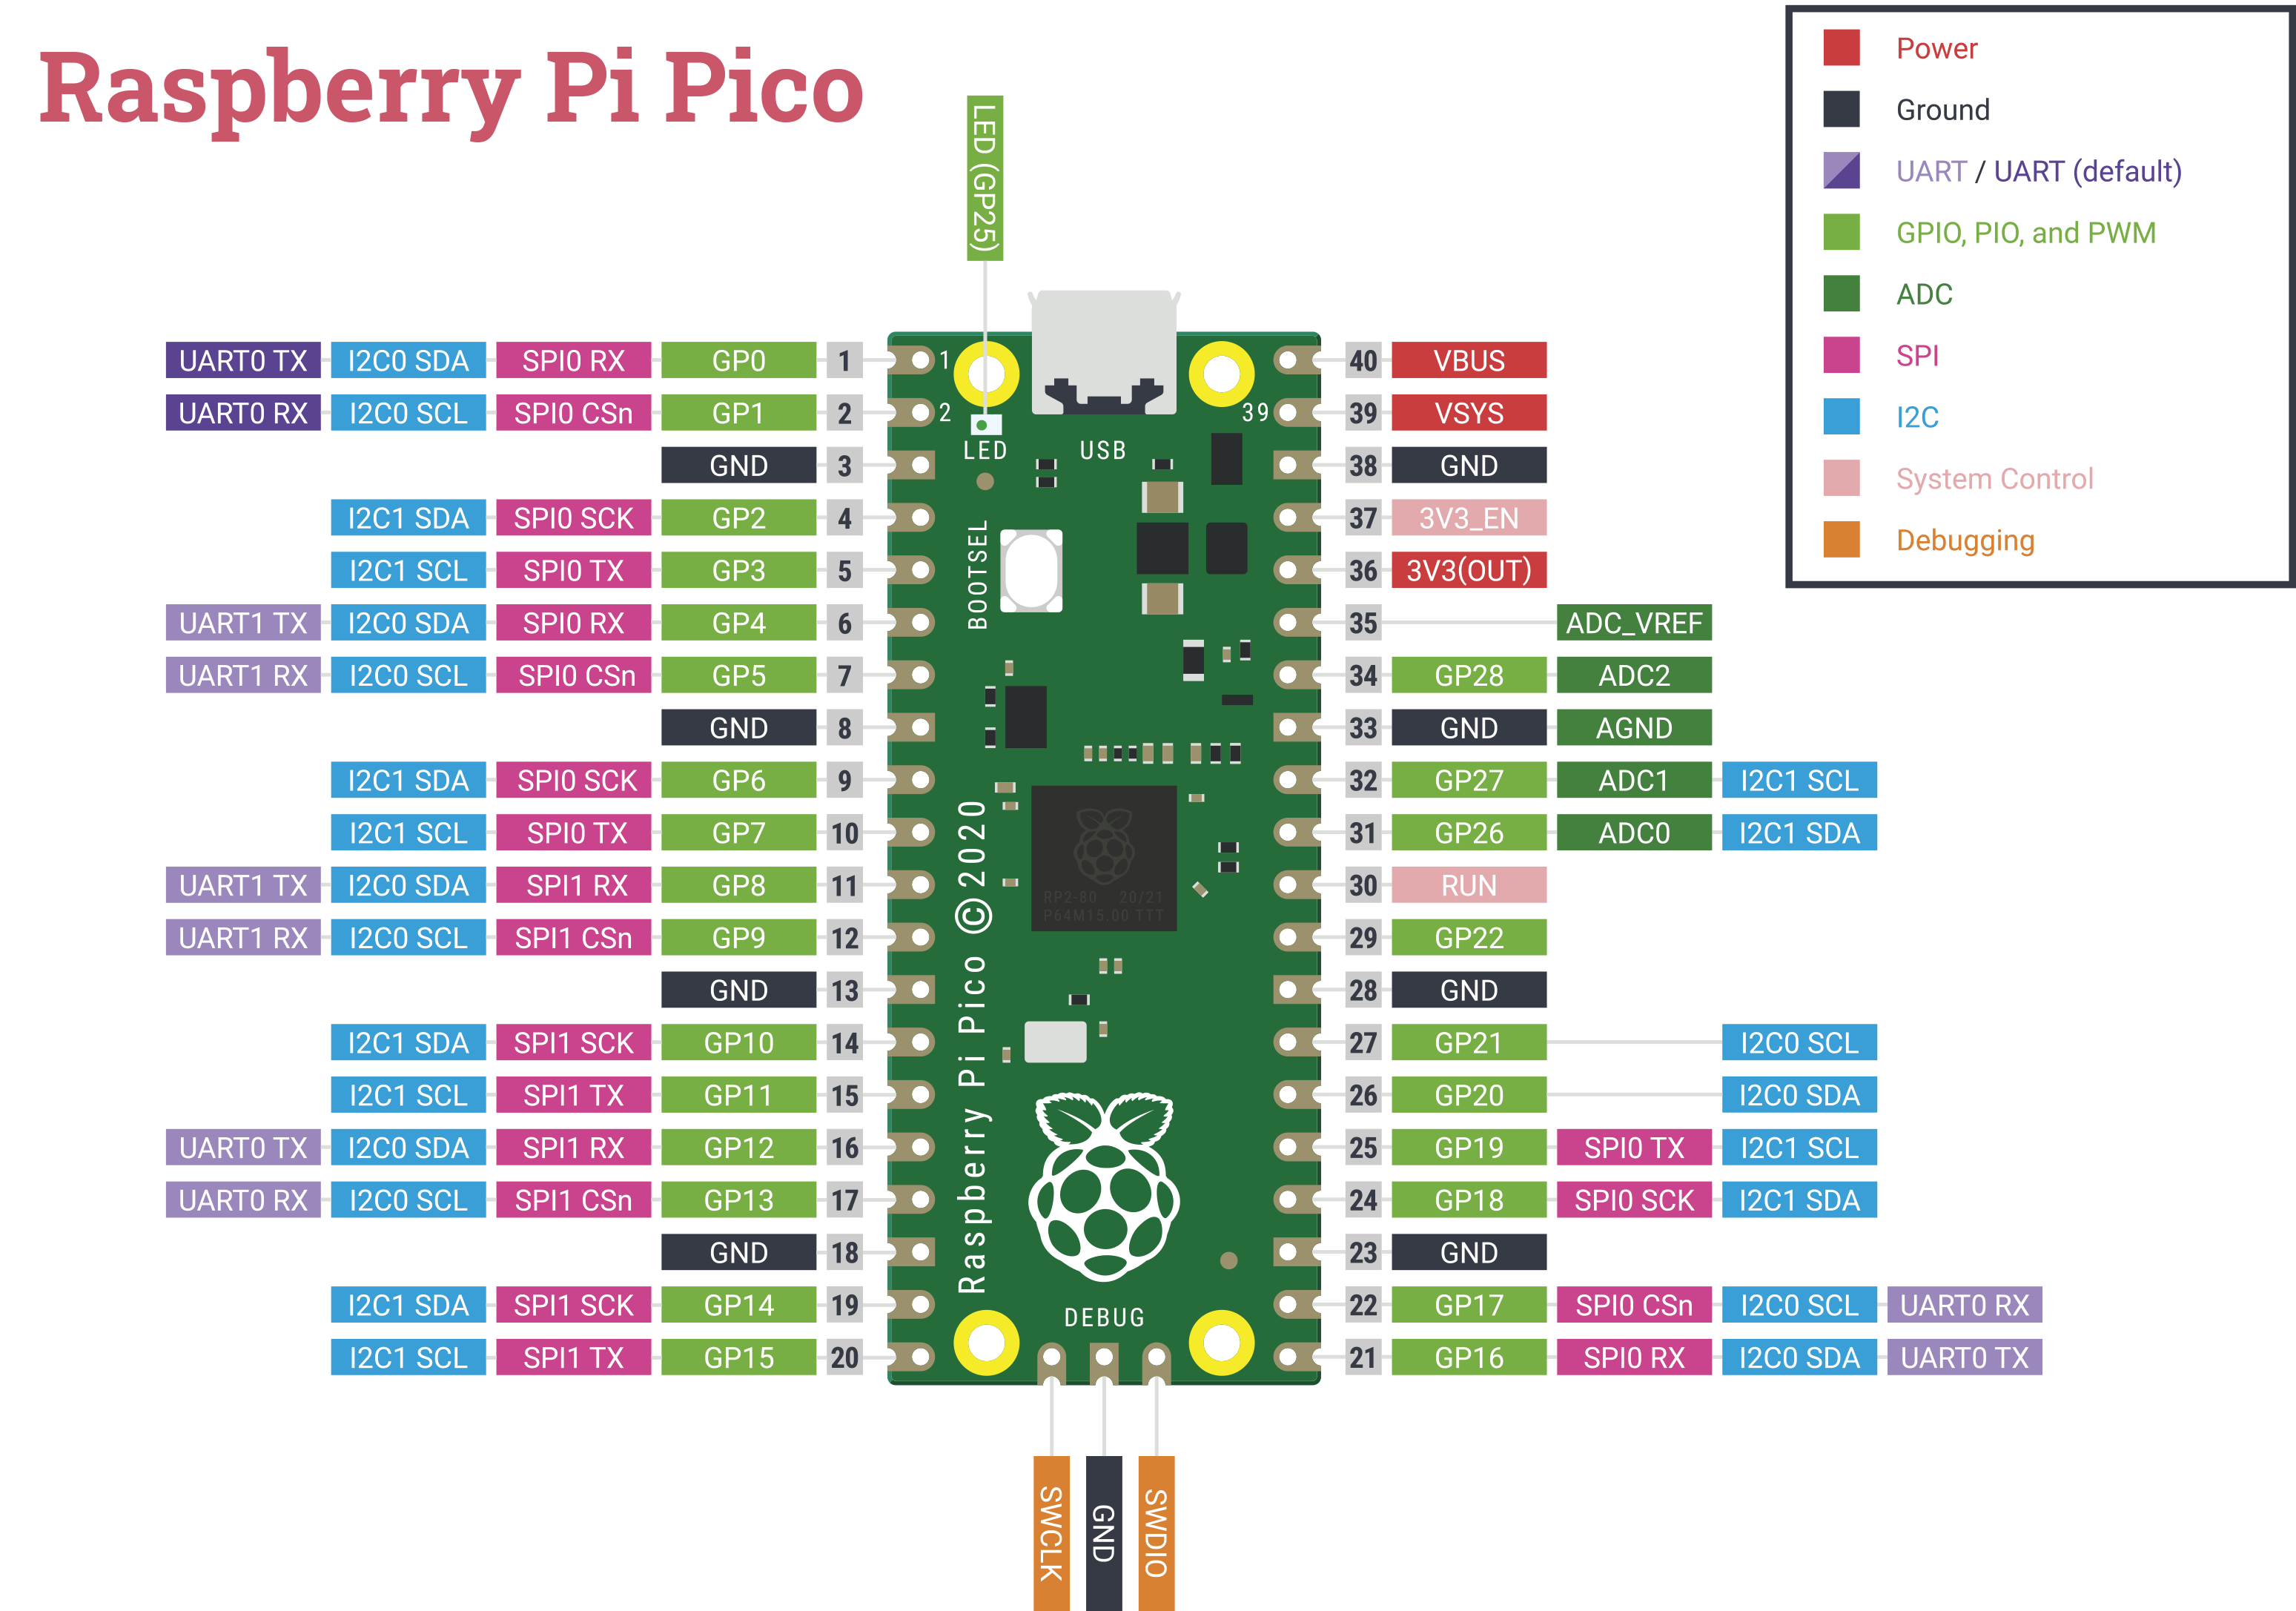 Raspberry Pi Pico
Power
Ground
UART / UART (default)
GPIO, PIO, and PWM
ADC
SPI
I2C
System Control
Debugging
LED (GP25)
UART0 TX I2C0 SDA SPI0 RX GP0 1 1 40 VBUS
UART0 RX I2C0 SCL SPI0 CSn GP1 2 2 39 39 VSYS
LED USB
GND 3 38 GND
I2C1 SDA SPI0 SCK GP2 4 37 3V3_EN
BOOTSEL
I2C1 SCL SPI0 TX GP3 5 36 3V3(OUT)
UART1 TX I2C0 SDA SPI0 RX GP4 6 35 ADC_VREF
UART1 RX I2C0 SCL SPI0 CSn GP5 7 34 GP28 ADC2
GND 8 33 GND AGND
I2C1 SDA SPI0 SCK GP6 9 32 GP27 ADC1 I2C1 SCL
I2C1 SCL SPI0 TX GP7 10 31 GP26 ADC0 I2C1 SDA
UART1 TX I2C0 SDA SPI1 RX GP8 11 30 RUN
RP2-80 20/21
P64M15.00 TTT
UART1 RX I2C0 SCL SPI1 CSn GP9 12 29 GP22
GND 13 28 GND
Raspberry Pi Pico ©2020
I2C1 SDA SPI1 SCK GP10 14 27 GP21 I2C0 SCL
I2C1 SCL SPI1 TX GP11 15 26 GP20 I2C0 SDA
UART0 TX I2C0 SDA SPI1 RX GP12 16 25 GP19 SPI0 TX I2C1 SCL
UART0 RX I2C0 SCL SPI1 CSn GP13 17 24 GP18 SPI0 SCK I2C1 SDA
GND 18 23 GND
I2C1 SDA SPI1 SCK GP14 19 22 GP17 SPI0 CSn I2C0 SCL UART0 RX
DEBUG
I2C1 SCL SPI1 TX GP15 20 21 GP16 SPI0 RX I2C0 SDA UART0 TX
SWCLK
GND
SWDIO